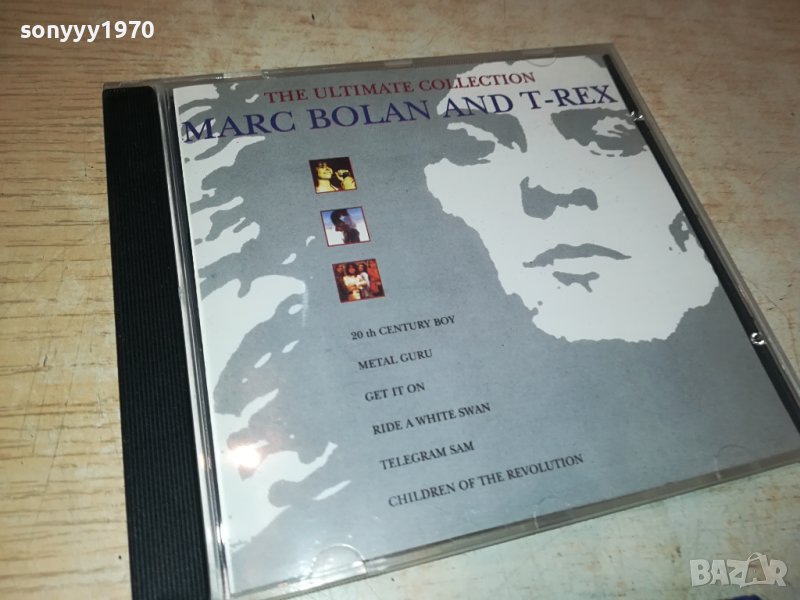 sonyyy1970
THE ULTIMATE COLLECTION
MARC BOLAN AND T-REX
20 th CENTURY BOY
METAL GURU
GET IT ON
RIDE A WHITE SWAN
TELEGRAM SAM
CHILDREN OF THE REVOLUTION
BAZAR